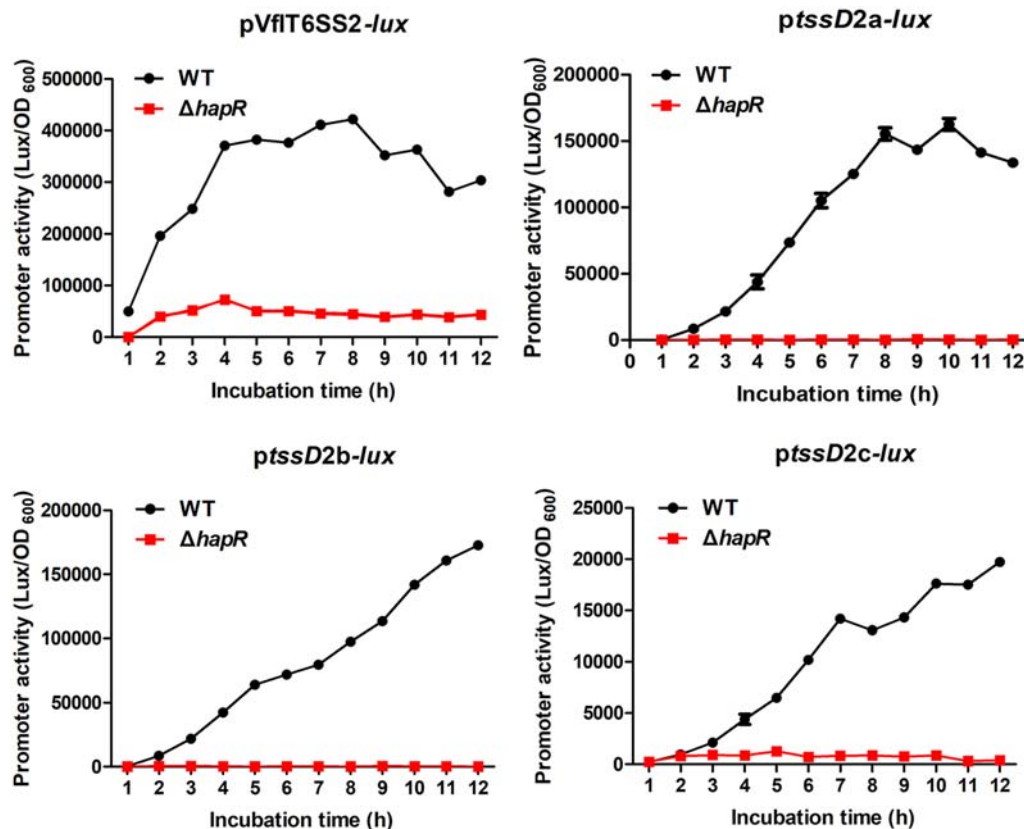 pVflT6SS2-lux
Promoter activity (Lux/OD600)
500000
400000
300000
200000
100000
0
WT
ΔhapR
1 2 3 4 5 6 7 8 9 10 11 12
Incubation time (h)
ptssD2a-lux
Promoter activity (Lux/OD600)
200000
150000
100000
50000
0
WT
ΔhapR
0 1 2 3 4 5 6 7 8 9 10 11 12
Incubation time (h)
ptssD2b-lux
Promoter activity (Lux/OD600)
200000
150000
100000
50000
0
WT
ΔhapR
1 2 3 4 5 6 7 8 9 10 11 12
Incubation time (h)
ptssD2c-lux
Promoter activity (Lux/OD600)
25000
20000
15000
10000
5000
0
WT
ΔhapR
1 2 3 4 5 6 7 8 9 10 11 12
Incubation time (h)